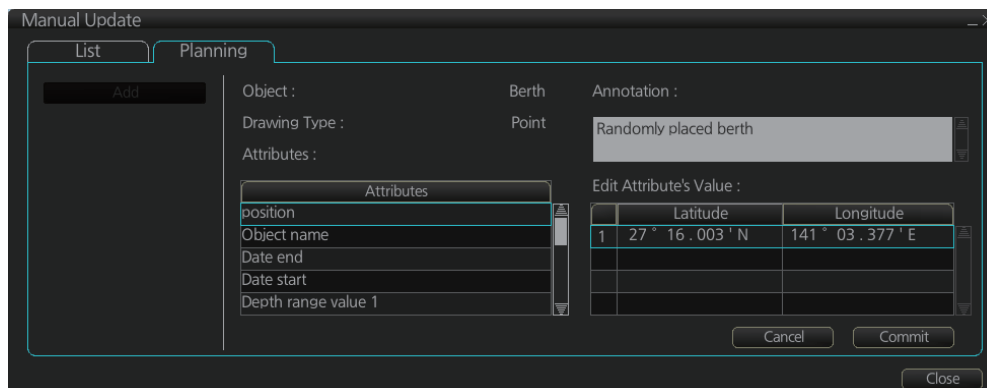 Manual Update
List Planning
Add
Object : Berth
Drawing Type : Point
Attributes :
Attributes
position
Object name
Date end
Date start
Depth range value 1
Annotation :
Randomly placed berth
Edit Attribute's Value :
Latitude Longitude
1 27 ° 16 . 003 ' N 141 ° 03 . 377 ' E
Cancel Commit
Close